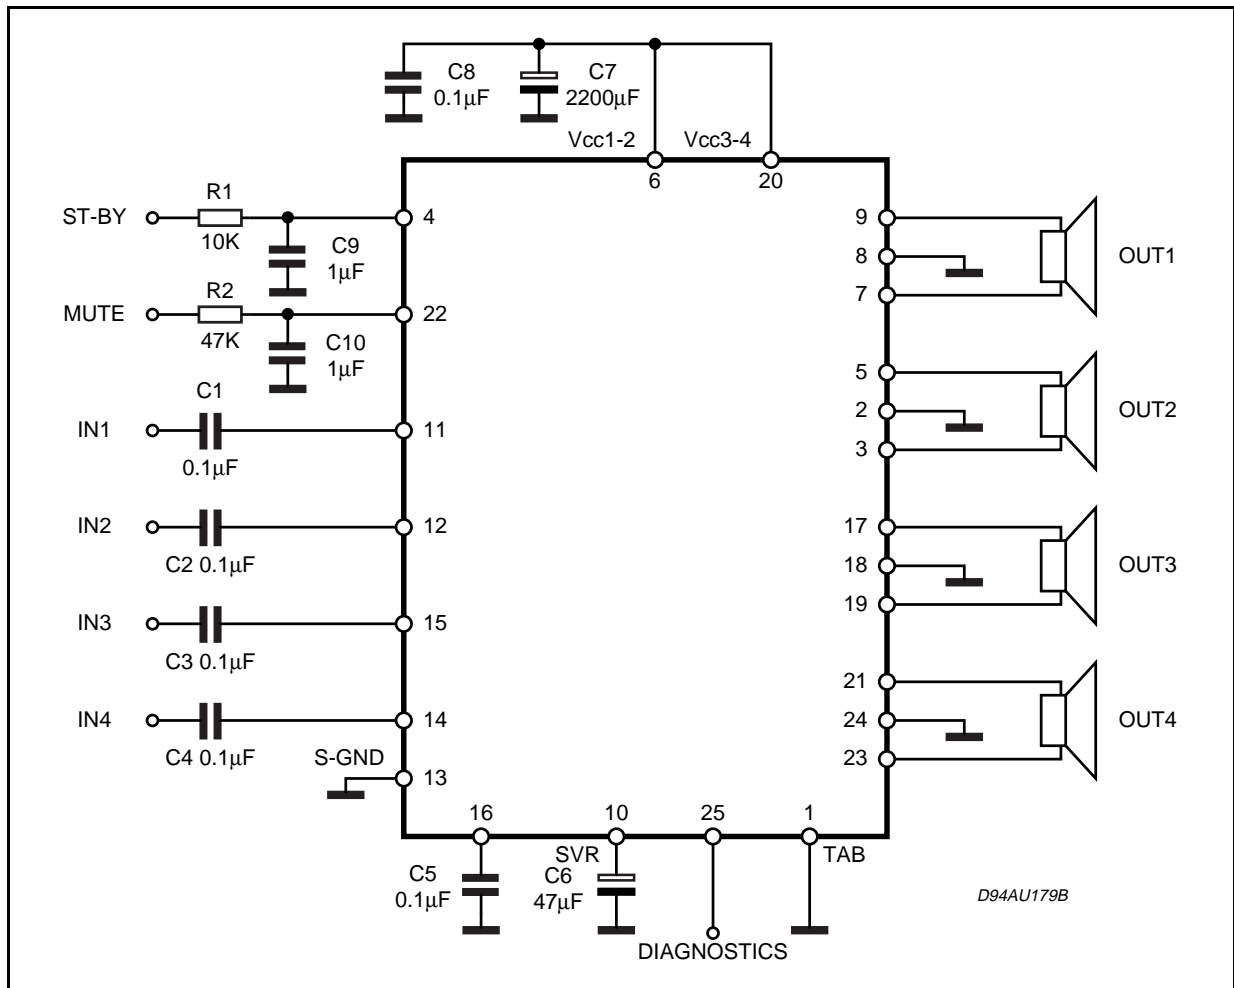 C8
0.1μF
C7
2200μF
Vcc1-2
Vcc3-4
6
20
ST-BY
R1
10K
4
C9
1μF
MUTE
R2
47K
22
C10
1μF
IN1
C1
0.1μF
11
IN2
C2 0.1μF
12
IN3
C3 0.1μF
15
IN4
C4 0.1μF
14
S-GND
13
9
8
7
OUT1
5
2
3
OUT2
17
18
19
OUT3
21
24
23
OUT4
16
10
25
1
SVR
TAB
C5
0.1μF
C6
47μF
DIAGNOSTICS
D94AU179B